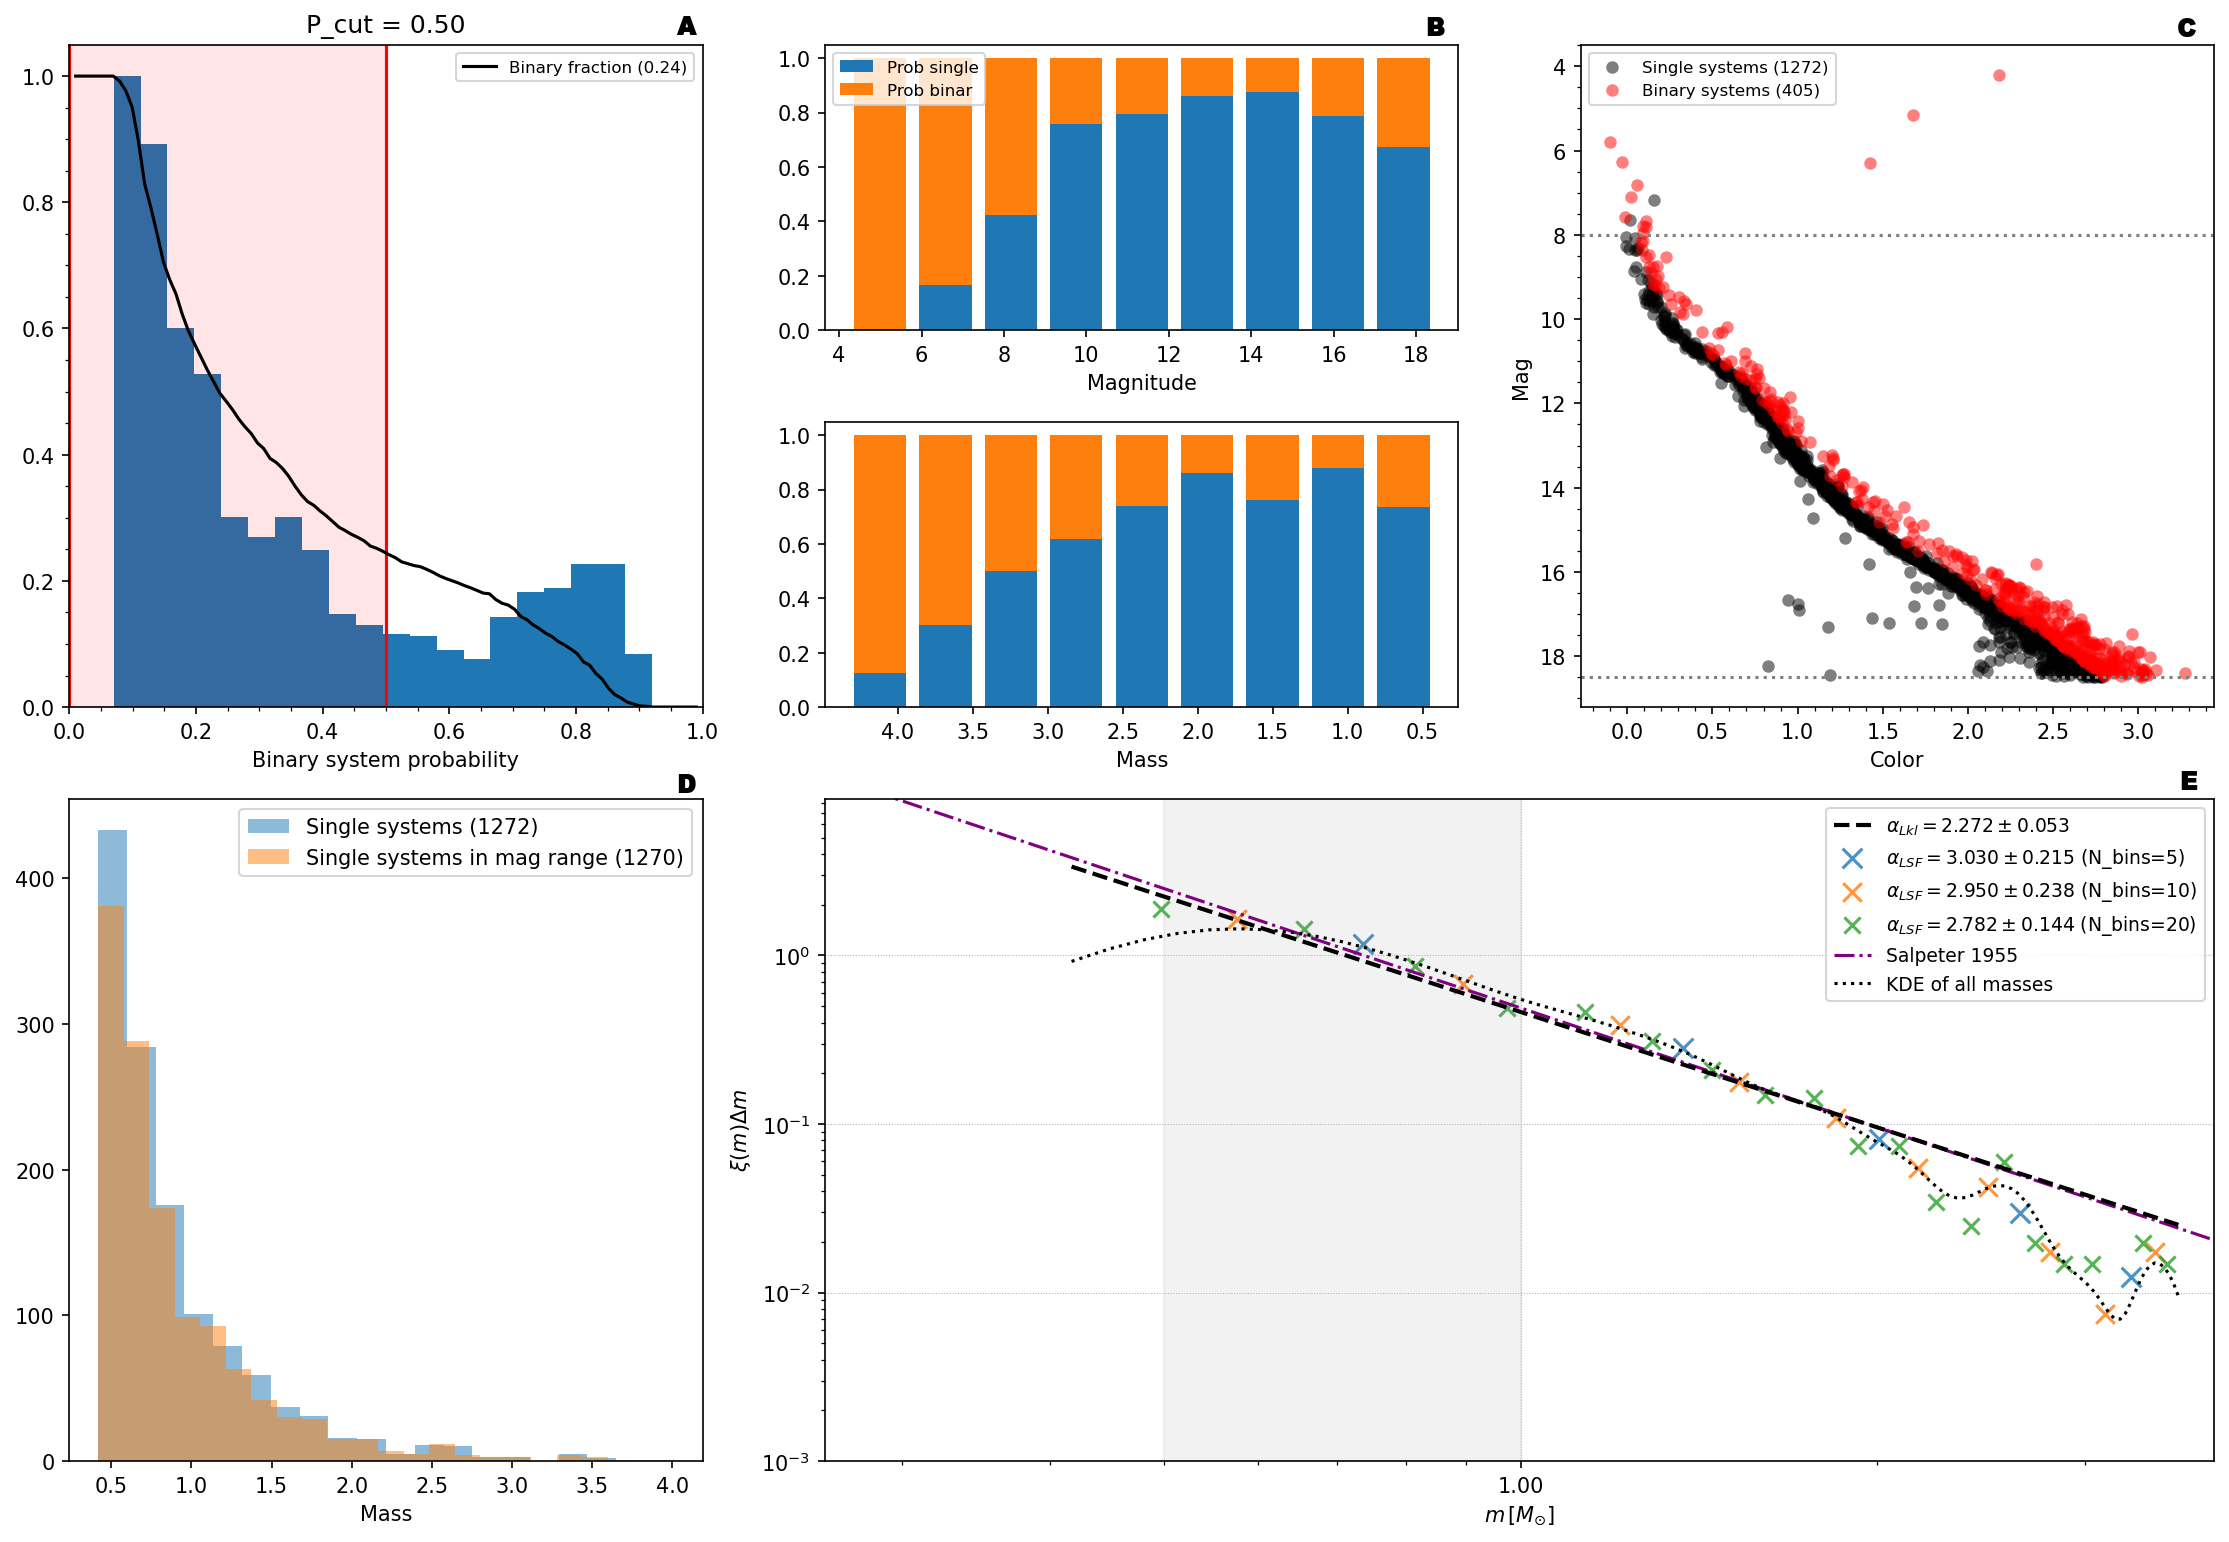 P_cut = 0.50
A
Binary fraction (0.24)
1.0
0.8
0.6
0.4
0.2
0.0
0.0 0.2 0.4 0.6 0.8 1.0
Binary system probability
B
Prob single
Prob binar
1.0
0.8
0.6
0.4
0.2
0.0
4 6 8 10 12 14 16 18
Magnitude
1.0
0.8
0.6
0.4
0.2
0.0
4.0 3.5 3.0 2.5 2.0 1.5 1.0 0.5
Mass
C
Single systems (1272)
Binary systems (405)
4
6
8
10
12
14
16
18
Mag
0.0 0.5 1.0 1.5 2.0 2.5 3.0
Color
D
Single systems (1272)
Single systems in mag range (1270)
400
300
200
100
0
0.5 1.0 1.5 2.0 2.5 3.0 3.5 4.0
Mass
E
α_{Lkl} = 2.272 ± 0.053
α_{LSF} = 3.030 ± 0.215 (N_bins=5)
α_{LSF} = 2.950 ± 0.238 (N_bins=10)
α_{LSF} = 2.782 ± 0.144 (N_bins=20)
Salpeter 1955
KDE of all masses
10⁰
10⁻¹
10⁻²
10⁻³
ξ(m)Δm
1.00
m [M_⊙]